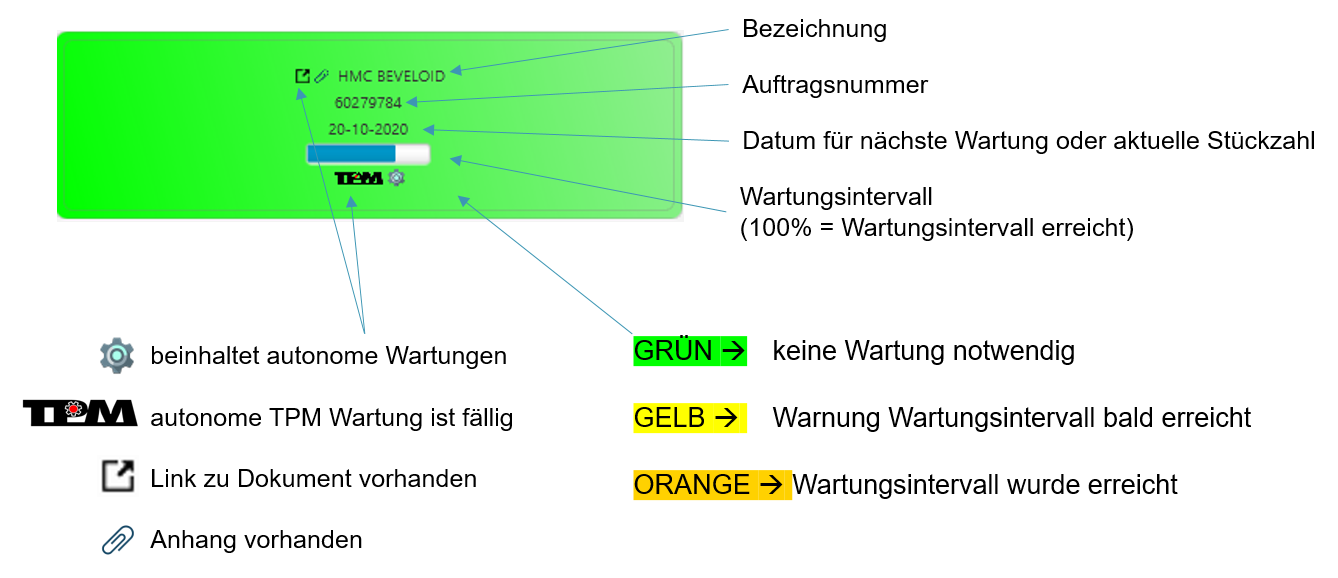 Bezeichnung
HMC BEVELOID
Auftragsnummer
60279784
20-10-2020
Datum für nächste Wartung oder aktuelle Stückzahl
TPM
Wartungsintervall
(100% = Wartungsintervall erreicht)
beinhaltet autonome Wartungen
TPM autonome TPM Wartung ist fällig
Link zu Dokument vorhanden
Anhang vorhanden
GRÜN → keine Wartung notwendig
GELB → Warnung Wartungsintervall bald erreicht
ORANGE → Wartungsintervall wurde erreicht